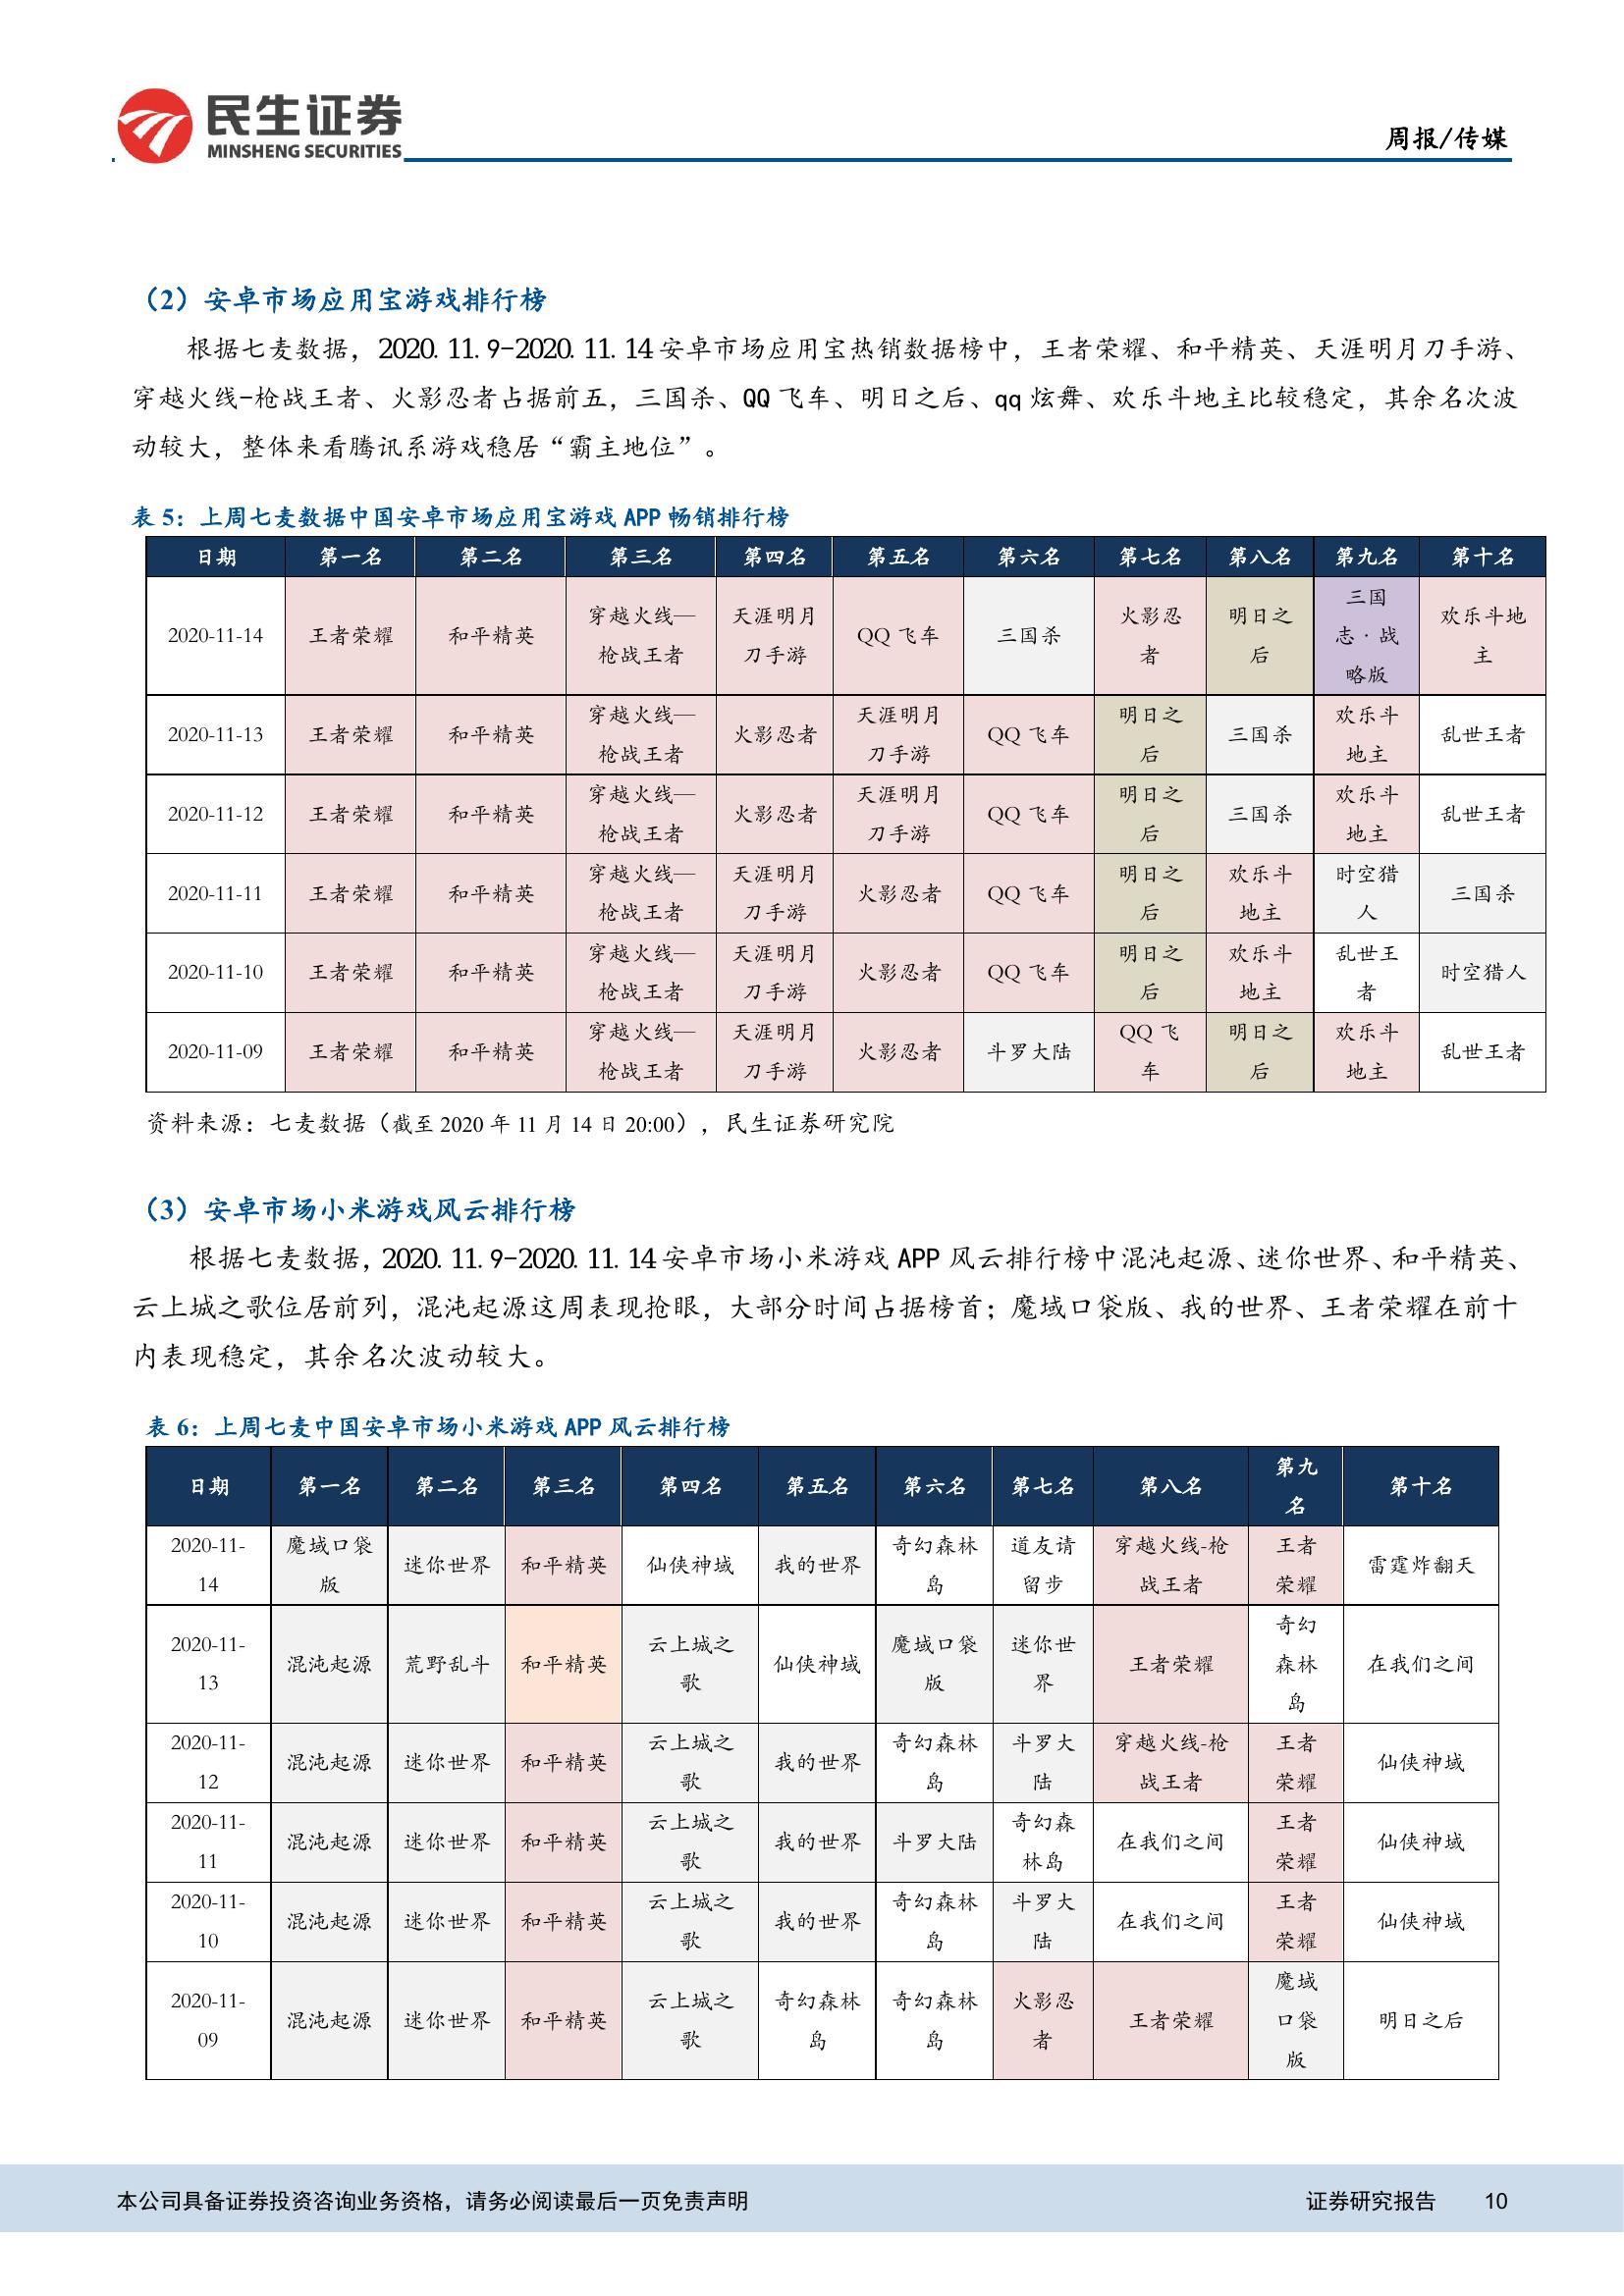 民生证券
MINSHENG SECURITIES
周报/传媒
（2）安卓市场应用宝游戏排行榜
根据七麦数据，2020.11.9-2020.11.14安卓市场应用宝热销数据榜中，王者荣耀、和平精英、天涯明月刀手游、
穿越火线-枪战王者、火影忍者占据前五，三国杀、QQ飞车、明日之后、qq炫舞、欢乐斗地主比较稳定，其余名次波
动较大，整体来看腾讯系游戏稳居“霸主地位”。
表 5：上周七麦数据中国安卓市场应用宝游戏 APP 畅销排行榜
日期 第一名 第二名 第三名 第四名 第五名 第六名 第七名 第八名 第九名 第十名
2020-11-14 王者荣耀 和平精英 穿越火线—枪战王者 天涯明月刀手游 QQ 飞车 三国杀 火影忍者 明日之后 三国志·战略版 欢乐斗地主
2020-11-13 王者荣耀 和平精英 穿越火线—枪战王者 火影忍者 天涯明月刀手游 QQ 飞车 明日之后 三国杀 欢乐斗地主 乱世王者
2020-11-12 王者荣耀 和平精英 穿越火线—枪战王者 火影忍者 天涯明月刀手游 QQ 飞车 明日之后 三国杀 欢乐斗地主 乱世王者
2020-11-11 王者荣耀 和平精英 穿越火线—枪战王者 天涯明月刀手游 火影忍者 QQ 飞车 明日之后 欢乐斗地主 时空猎人 三国杀
2020-11-10 王者荣耀 和平精英 穿越火线—枪战王者 天涯明月刀手游 火影忍者 QQ 飞车 明日之后 欢乐斗地主 乱世王者 时空猎人
2020-11-09 王者荣耀 和平精英 穿越火线—枪战王者 天涯明月刀手游 火影忍者 斗罗大陆 QQ 飞车 明日之后 欢乐斗地主 乱世王者
资料来源：七麦数据（截至 2020 年 11 月 14 日 20:00），民生证券研究院
（3）安卓市场小米游戏风云排行榜
根据七麦数据，2020.11.9-2020.11.14安卓市场小米游戏 APP 风云排行榜中混沌起源、迷你世界、和平精英、
云上城之歌位居前列，混沌起源这周表现抢眼，大部分时间占据榜首；魔域口袋版、我的世界、王者荣耀在前十
内表现稳定，其余名次波动较大。
表 6：上周七麦中国安卓市场小米游戏 APP 风云排行榜
日期 第一名 第二名 第三名 第四名 第五名 第六名 第七名 第八名 第九名 第十名
2020-11-14 魔域口袋版 迷你世界 和平精英 仙侠神域 我的世界 奇幻森林岛 道友请留步 穿越火线-枪战王者 王者荣耀 雷霆炸翻天
2020-11-13 混沌起源 荒野乱斗 和平精英 云上城之歌 仙侠神域 魔域口袋版 迷你世界 王者荣耀 奇幻森林岛 在我们之间
2020-11-12 混沌起源 迷你世界 和平精英 云上城之歌 我的世界 奇幻森林岛 斗罗大陆 穿越火线-枪战王者 王者荣耀 仙侠神域
2020-11-11 混沌起源 迷你世界 和平精英 云上城之歌 我的世界 斗罗大陆 奇幻森林岛 在我们之间 王者荣耀 仙侠神域
2020-11-10 混沌起源 迷你世界 和平精英 云上城之歌 我的世界 奇幻森林岛 斗罗大陆 在我们之间 王者荣耀 仙侠神域
2020-11-09 混沌起源 迷你世界 和平精英 云上城之歌 奇幻森林岛 奇幻森林岛 火影忍者 王者荣耀 魔域口袋版 明日之后
本公司具备证券投资咨询业务资格，请务必阅读最后一页免责声明 证券研究报告 10